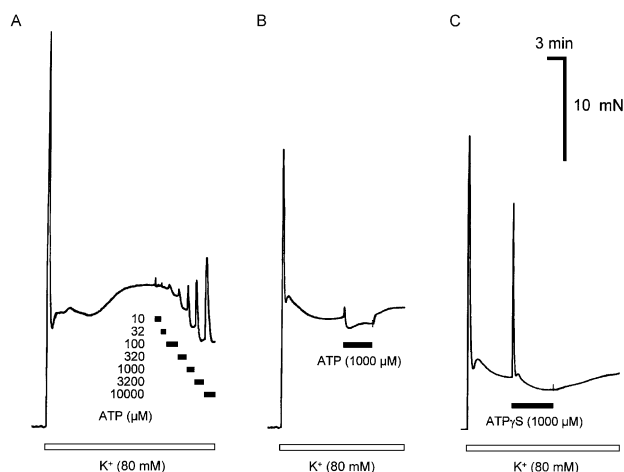 A
B
C
3 min
10 mN
10
32
100
320
1000
3200
10000
ATP (µM)
K⁺ (80 mM)
ATP (1000 µM)
K⁺ (80 mM)
ATPγS (1000 µM)
K⁺ (80 mM)